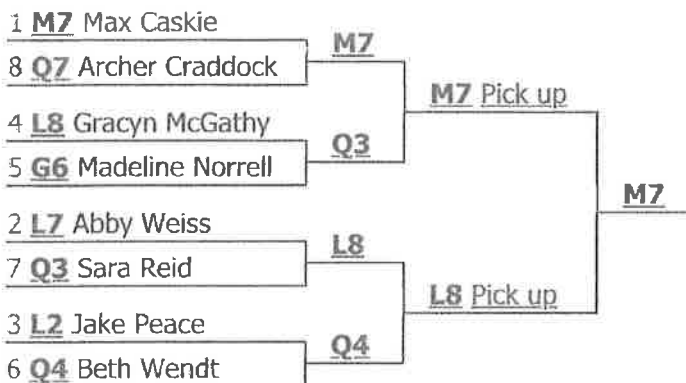 1 M7 Max Caskie
M7
8 Q7 Archer Craddock
M7 Pick up
4 L8 Gracyn McGathy
Q3
5 G6 Madeline Norrell
M7
2 L7 Abby Weiss
L8
7 Q3 Sara Reid
L8 Pick up
3 L2 Jake Peace
Q4
6 Q4 Beth Wendt